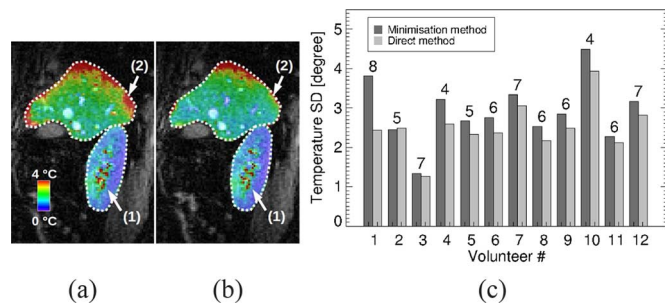 (2)
(2)
4 °C
0 °C
(1)
(1)
(a)
(b)
Minimisation method
Direct method
Temperature SD [degree]
5
4
3
2
1
0
8
5
7
4
5
6
7
6
6
4
6
7
1 2 3 4 5 6 7 8 9 10 11 12
Volunteer #
(c)